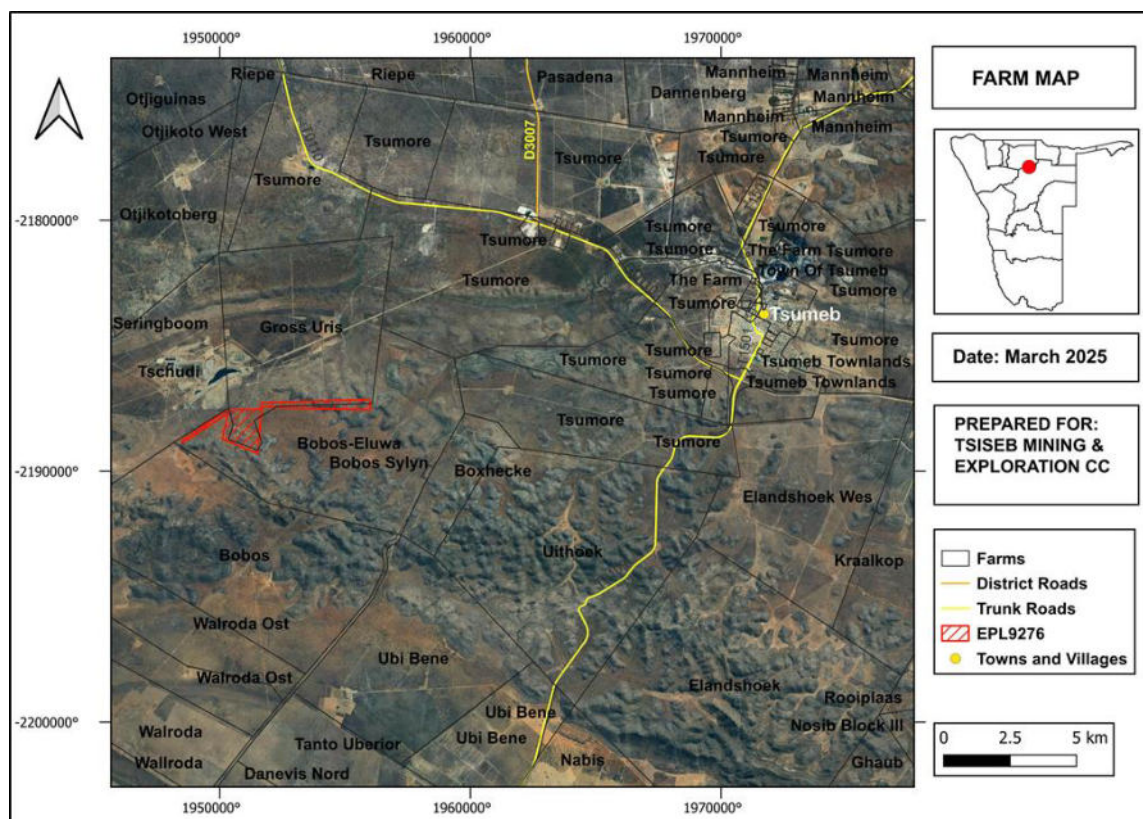 1950000°
1960000°
1970000°
FARM MAP
Riepe
Riepe
Pasadena
Mannheim
Mannheim
Otjiguinas
Dannenberg
Mannheim
Mannheim
Mannheim
Otjikoto West
Tsumore
D3007
Tsumore
Tsumore
Tsumore
Tsumore
Otjikotoberg
-2180000°
Tsumore
Tsumore
Tsumore
Tsumore
The Farm Tsumore
Tsumore
The Farm
Town Of Tsumeb
Tsumore
Tsumore
Tsumeb
Seringboom
Gross Uris
Tsumore
T1501
Tschudi
Tsumore
Tsumore
Tsumeb Townlands
Tsumore
Tsumeb Townlands
Tsumore
Tsumore
Tsumore
Bobos-Eluwa
Bobos Sylyn
Boxhecke
-2190000°
Elandshoek Wes
Bobos
Uithoek
Kraalkop
Walroda Ost
Ubi Bene
Walroda Ost
Elandshoek
Rooiplaas
Ubi Bene
Nosib Block III
-2200000°
Walroda
Ubi Bene
Tanto Uberior
Wallroda
Danevis Nord
Nabis
Ghaub
1950000°
1960000°
1970000°
Date: March 2025
PREPARED FOR:
TSISEB MINING &
EXPLORATION CC
Farms
District Roads
Trunk Roads
EPL9276
Towns and Villages
0 2.5 5 km